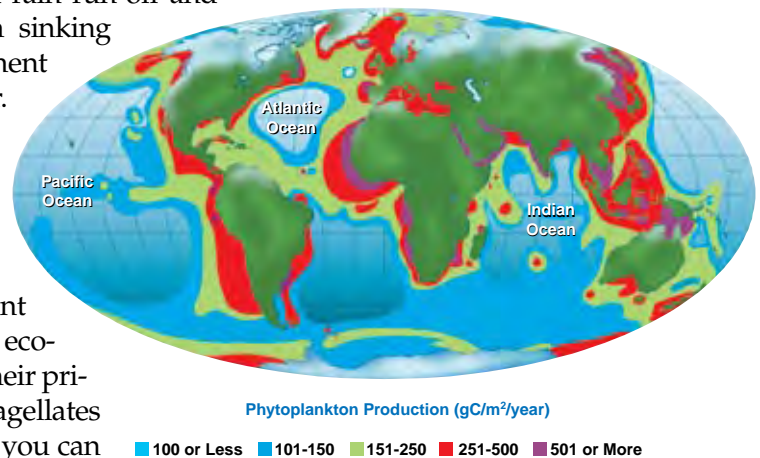 sinking
ment
r.
Atlantic
Ocean
Pacific
Ocean
Indian
Ocean
nt
eco-
heir pri-
agellates
you can
Phytoplankton Production (gC/m²/year)
100 or Less 101-150 151-250 251-500 501 or More